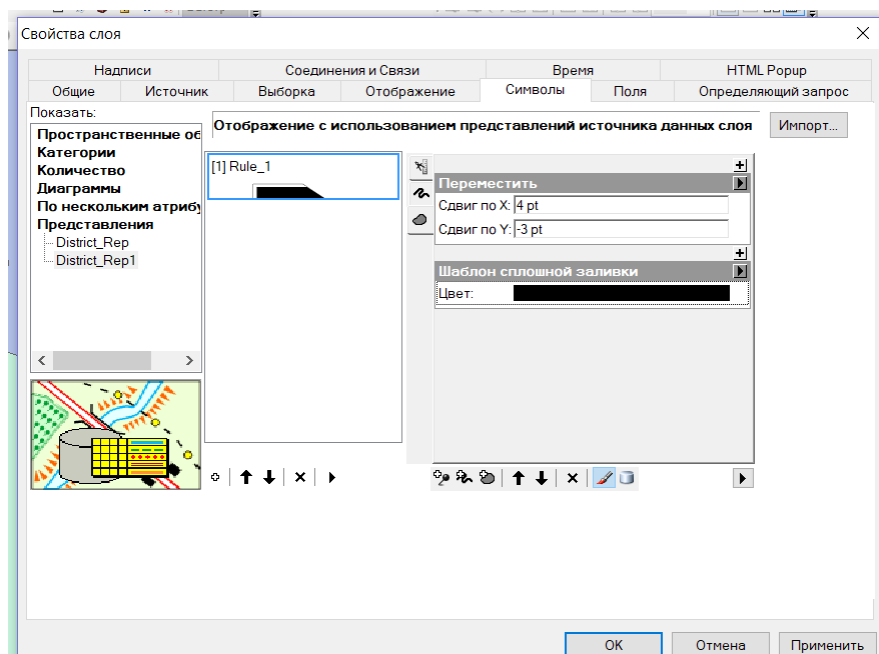 Свойства слоя
Надписи Соединения и Связи Время HTML Popup
Общие Источник Выборка Отображение Символы Поля Определяющий запрос
Показать:
Пространственные об
Категории
Количество
Диаграммы
По нескольким атрибу
Представления
District_Rep
District_Rep1
Отображение с использованием представлений источника данных слоя
Импорт...
[1] Rule_1
Переместить
Сдвиг по X: 4 pt
Сдвиг по Y: -3 pt
Шаблон сплошной заливки
Цвет:
OK Отмена Применить